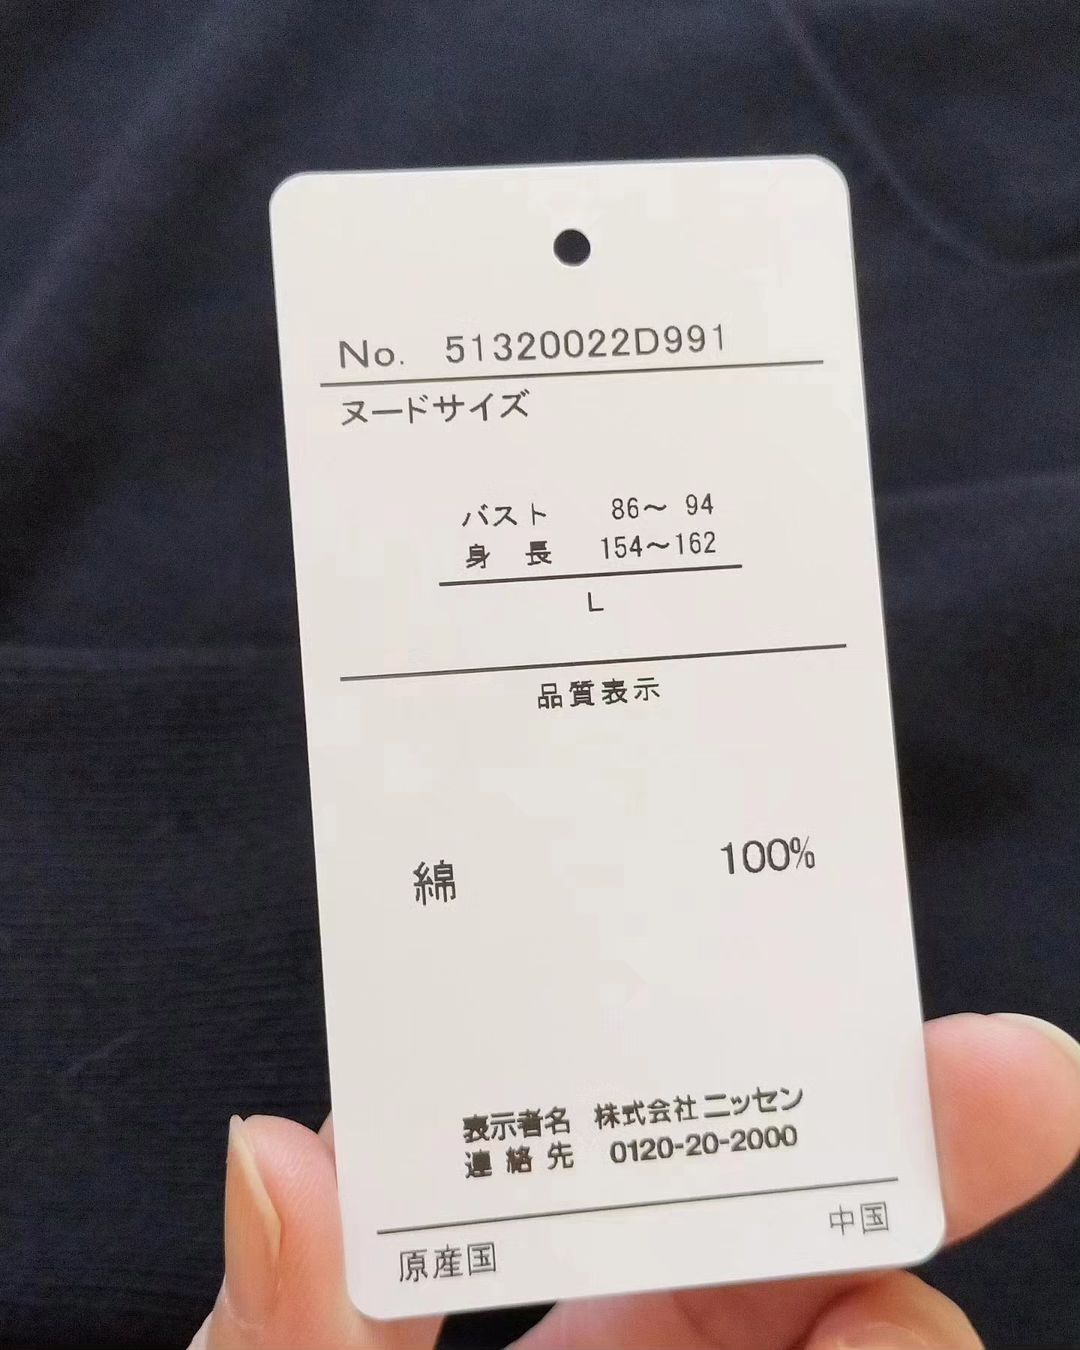 No. 51320022D991
ヌードサイズ
バスト 86～ 94
身 長 154～162
L
品質表示
綿 100%
表示者名 株式会社ニッセン
連絡先 0120-20-2000
原産国 中国